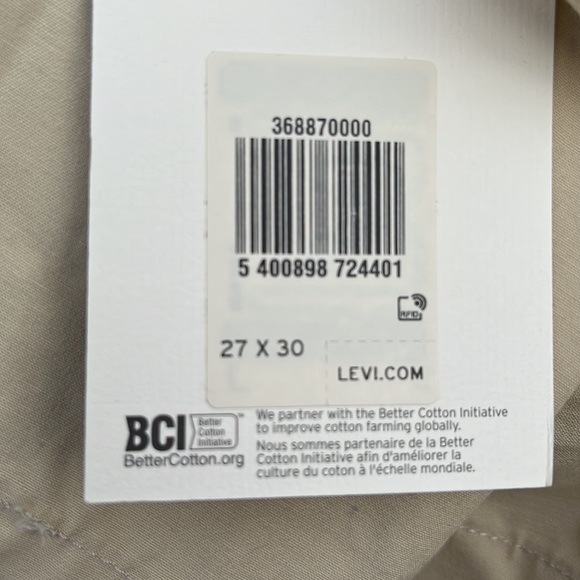 368870000
5 400898 724401
RFID
27 X 30
LEVI.COM
BCI Better Cotton Initiative™
BetterCotton.org
We partner with the Better Cotton Initiative
to improve cotton farming globally.
Nous sommes partenaire de la Better
Cotton Initiative afin d'améliorer la
culture du coton à l'échelle mondiale.